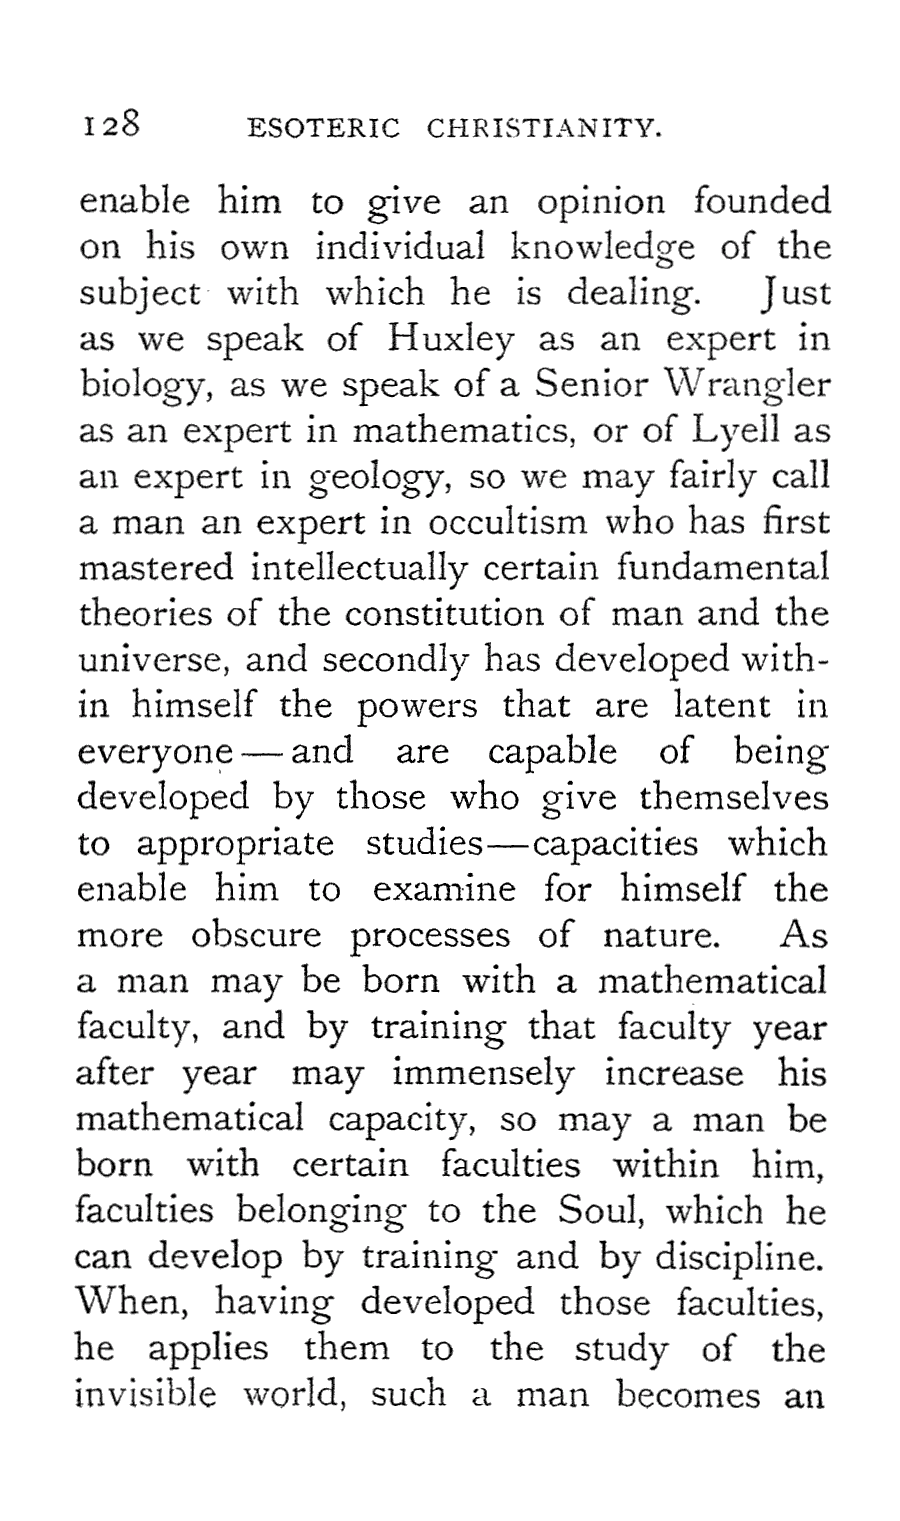 128 ESOTERIC CHRISTIANITY.
enable him to give an opinion founded
on his own individual knowledge of the
subject with which he is dealing. Just
as we speak of Huxley as an expert in
biology, as we speak of a Senior Wrangler
as an expert in mathematics, or of Lyell as
an expert in geology, so we may fairly call
a man an expert in occultism who has first
mastered intellectually certain fundamental
theories of the constitution of man and the
universe, and secondly has developed with-
in himself the powers that are latent in
everyone—and are capable of being
developed by those who give themselves
to appropriate studies—capacities which
enable him to examine for himself the
more obscure processes of nature. As
a man may be born with a mathematical
faculty, and by training that faculty year
after year may immensely increase his
mathematical capacity, so may a man be
born with certain faculties within him,
faculties belonging to the Soul, which he
can develop by training and by discipline.
When, having developed those faculties,
he applies them to the study of the
invisible world, such a man becomes an